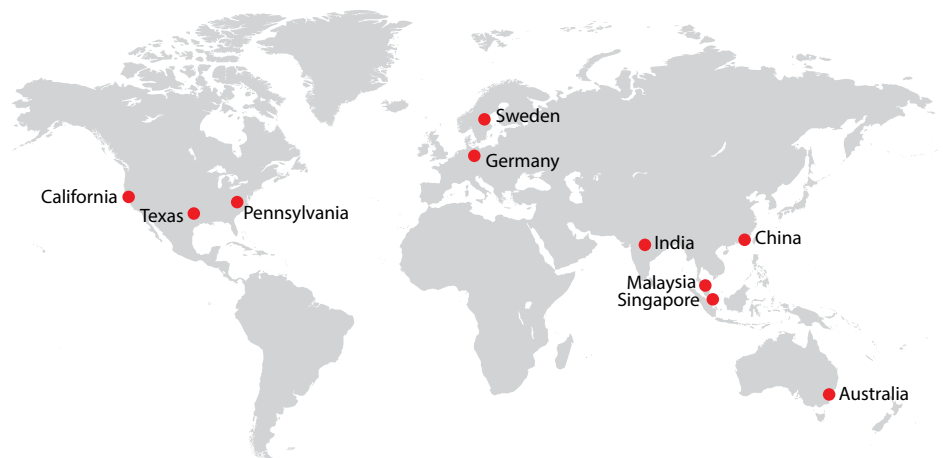 Sweden
Germany
California
Texas
Pennsylvania
China
India
Malaysia
Singapore
Australia